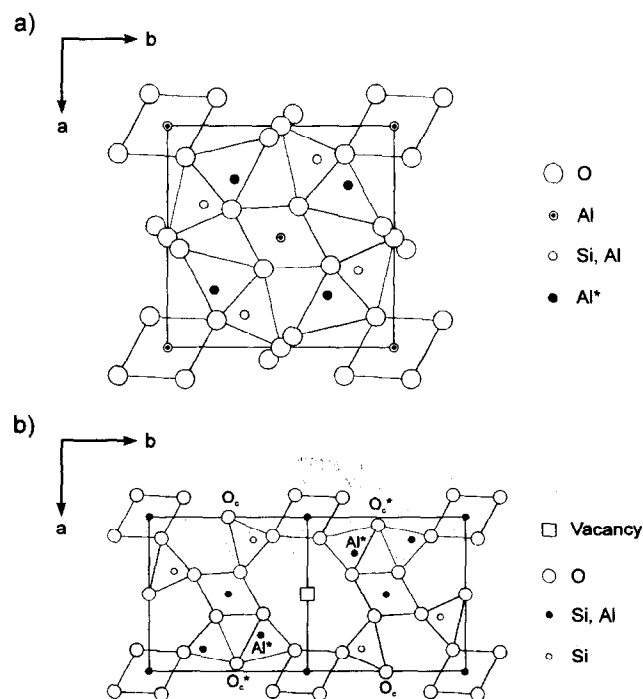 a)
b
a
O
Al
Si, Al
Al*
b)
b
a
O_c
O_c*
Al*
Vacancy
O
Si, Al
Si
Al*
O_c*
O_c